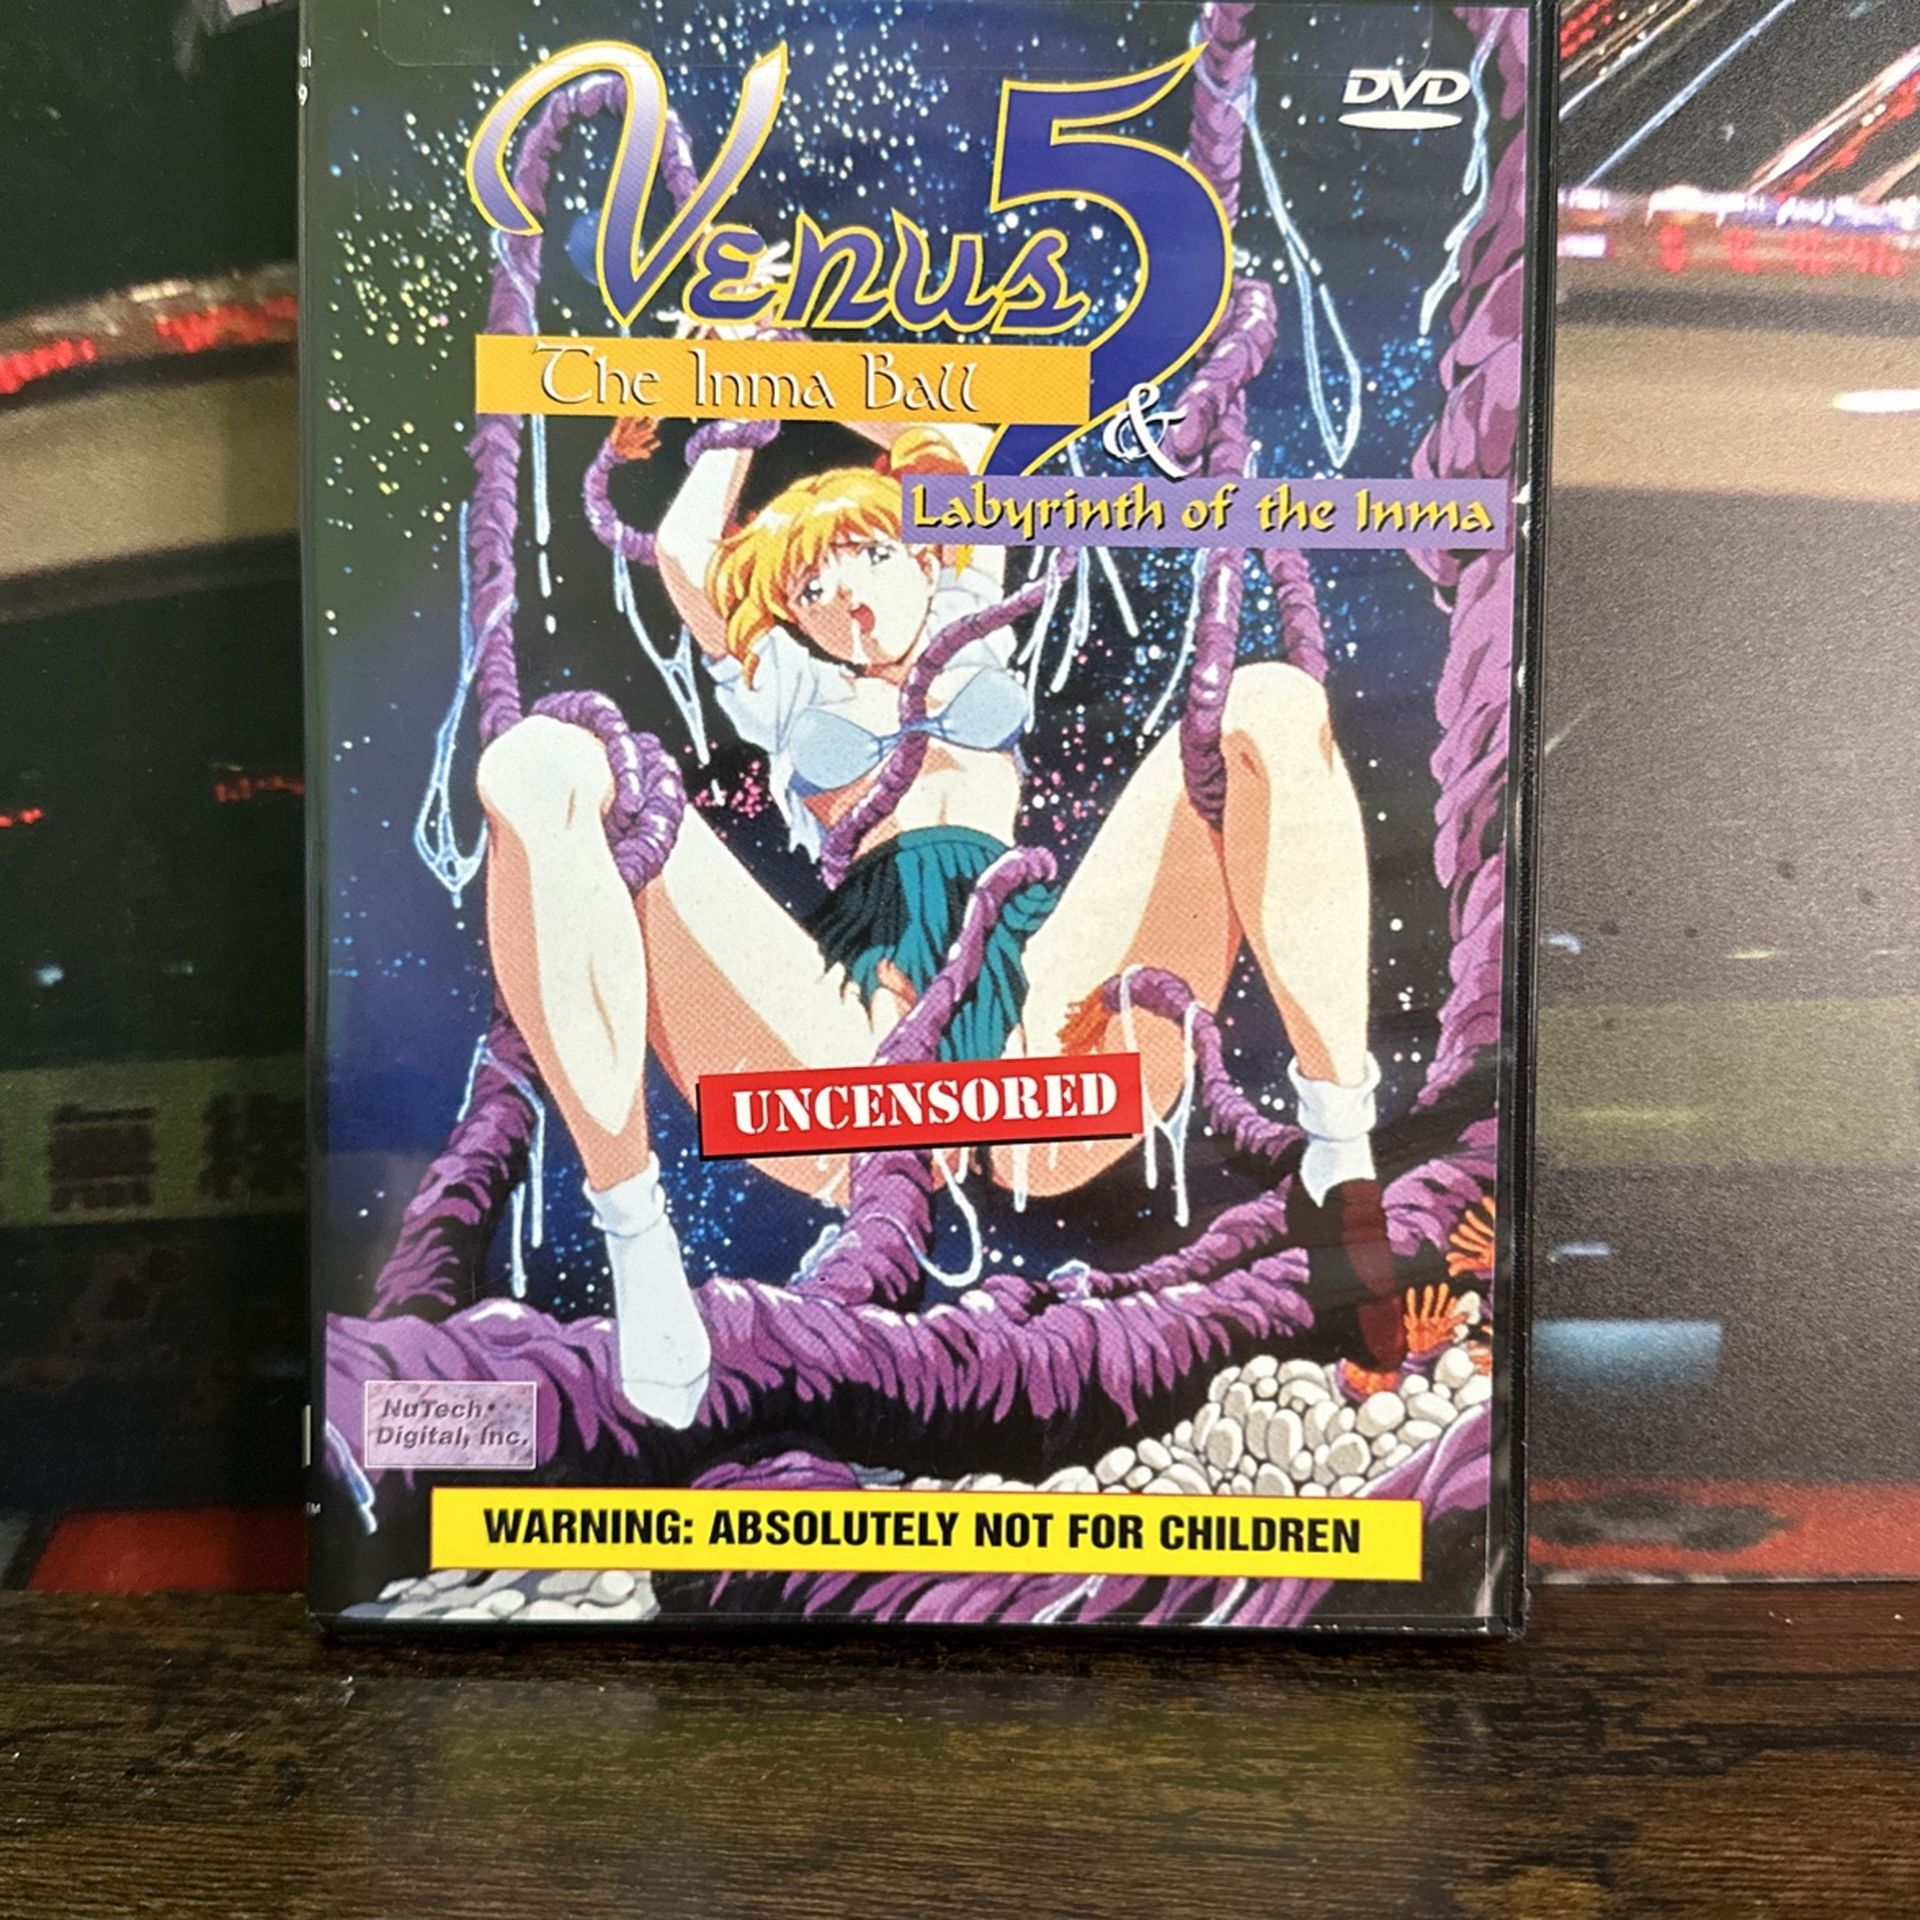 Venus 5
DVD
The Inma Ball
&
Labyrinth of the Inma
UNCENSORED
NuTech
Digital, Inc.
WARNING: ABSOLUTELY NOT FOR CHILDREN